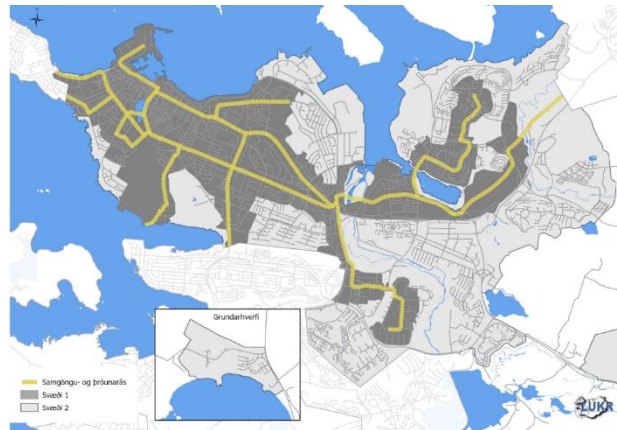 Grundarhverfi
Samgöngu- og þróunarás
Svæði 1
Svæði 2
LUKR